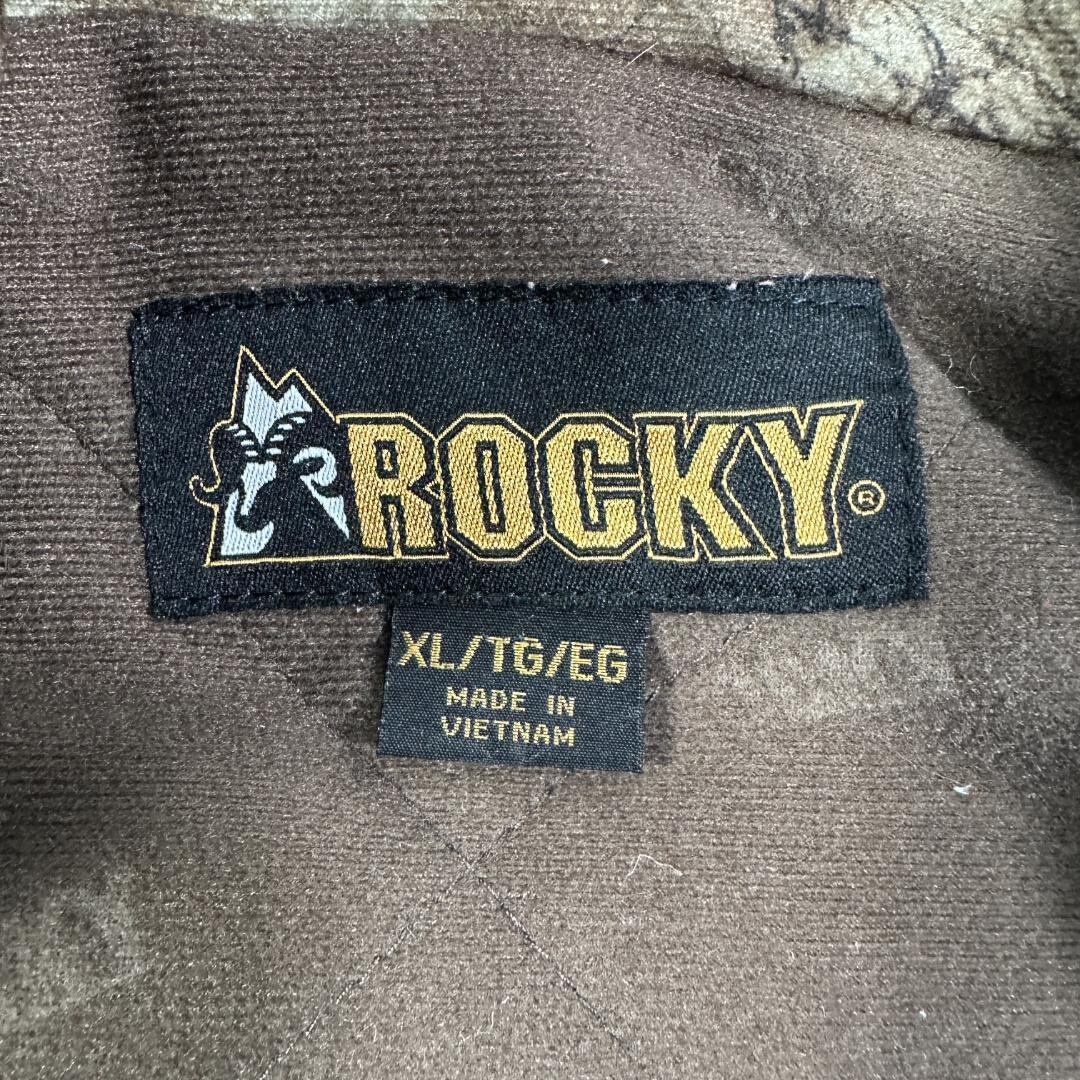 ROCKY®
XL/TG/EG
MADE IN
VIETNAM